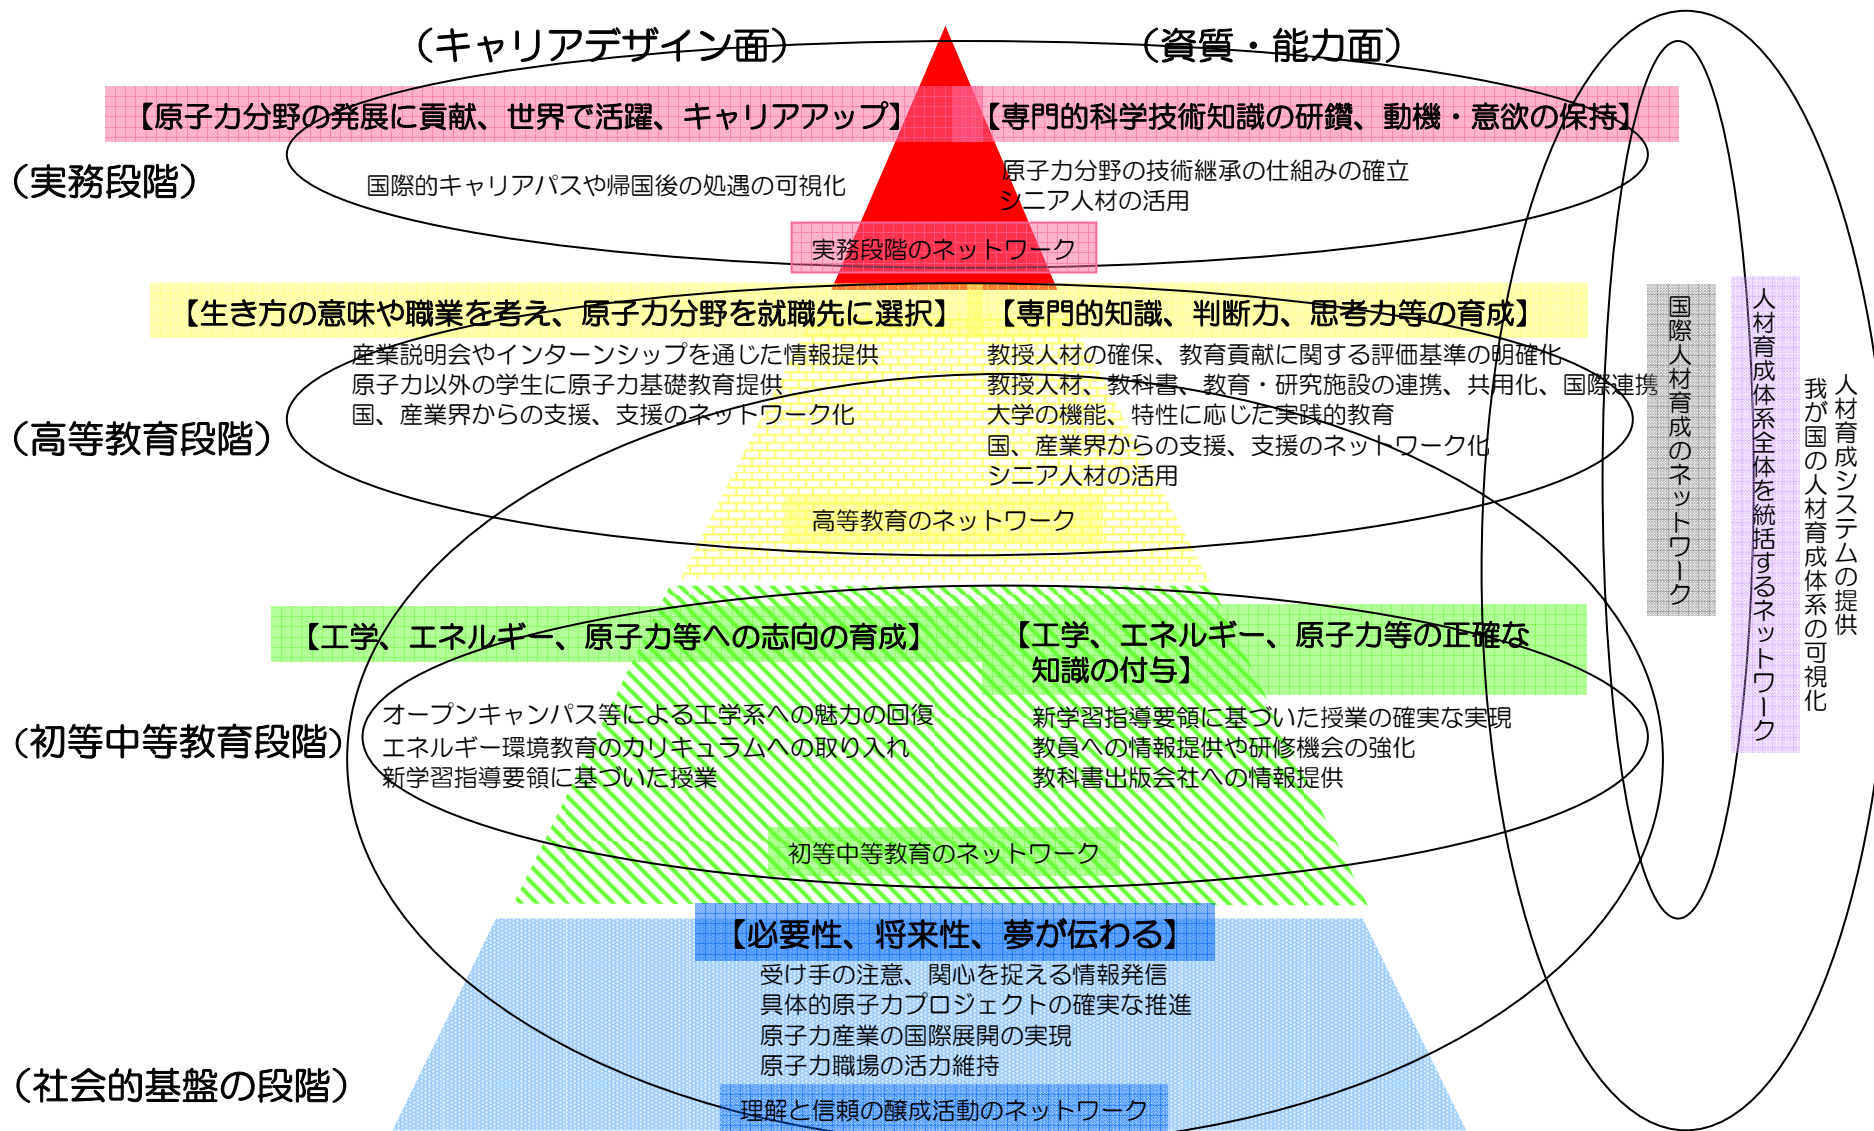 （キャリアデザイン面）
（資質・能力面）
【原子力分野の発展に貢献、世界で活躍、キャリアアップ】
【専門的科学技術知識の研鑽、動機・意欲の保持】
（実務段階）
国際的キャリアパスや帰国後の処遇の可視化
原子力分野の技術継承の仕組みの確立
シニア人材の活用
実務段階のネットワーク
【生き方の意味や職業を考え、原子力分野を就職先に選択】
【専門的知識、判断力、思考力等の育成】
（高等教育段階）
産業説明会やインターンシップを通じた情報提供
原子力以外の学生に原子力基礎教育提供
国、産業界からの支援、支援のネットワーク化
教授人材の確保、教育貢献に関する評価基準の明確化
教授人材、教科書、教育・研究施設の連携、共用化、国際連携
大学の機能、特性に応じた実践的教育
国、産業界からの支援、支援のネットワーク化
シニア人材の活用
高等教育のネットワーク
【工学、エネルギー、原子力等への志向の育成】
【工学、エネルギー、原子力等の正確な
知識の付与】
（初等中等教育段階）
オープンキャンパス等による工学系への魅力の回復
エネルギー環境教育のカリキュラムへの取り入れ
新学習指導要領に基づいた授業
新学習指導要領に基づいた授業の確実な実現
教員への情報提供や研修機会の強化
教科書出版会社への情報提供
初等中等教育のネットワーク
【必要性、将来性、夢が伝わる】
受け手の注意、関心を捉える情報発信
具体的原子力プロジェクトの確実な推進
原子力産業の国際展開の実現
原子力職場の活力維持
（社会的基盤の段階）
理解と信頼の醸成活動のネットワーク
国際人材育成のネットワーク
人材育成体系全体を統括するネットワーク
人材育成システムの提供
我が国の人材育成体系の可視化